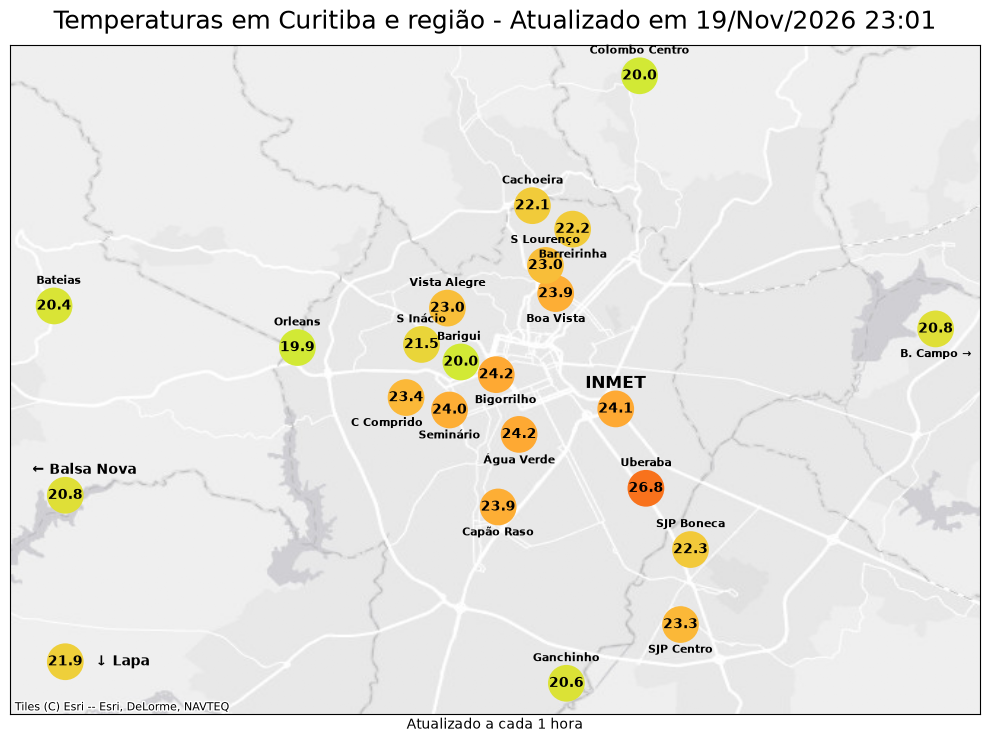 Temperaturas em Curitiba e região - Atualizado em 19/Nov/2026 23:01
Colombo Centro
20.0
Cachoeira
22.1
22.2
S Lourenço
Barreirinha
23.0
Bateias
20.4
Vista Alegre
23.0
23.9
Boa Vista
Orleans
19.9
S Inácio
21.5
Barigui
20.0
20.8
B. Campo →
24.2
Bigorrilho
INMET
24.1
23.4
C Comprido
24.0
Seminário
24.2
Água Verde
← Balsa Nova
20.8
Uberaba
26.8
23.9
Capão Raso
SJP Boneca
22.3
23.3
SJP Centro
21.9 ↓ Lapa
Ganchinho
20.6
Tiles (C) Esri -- Esri, DeLorme, NAVTEQ
Atualizado a cada 1 hora